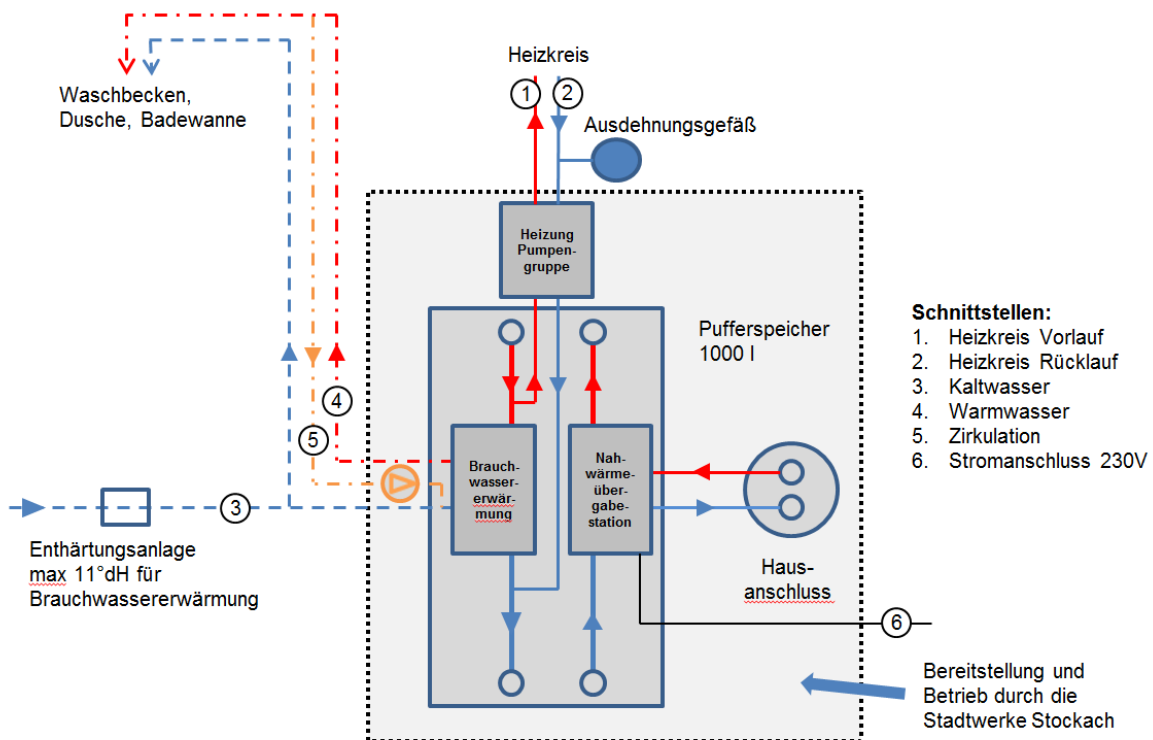 Heizkreis
1
2
Waschbecken,
Dusche, Badewanne
Ausdehnungsgefäß
Heizung
Pumpen-
gruppe
Pufferspeicher
1000 l
Schnittstellen:
1. Heizkreis Vorlauf
2. Heizkreis Rücklauf
3. Kaltwasser
4. Warmwasser
5. Zirkulation
6. Stromanschluss 230V
4
5
Brauch-
wasser-
erwär-
mung
Nah-
wärme-
über-
gabe-
station
3
Enthärtungsanlage
max 11°dH für
Brauchwassererwärmung
Haus-
anschluss
6
Bereitstellung und
Betrieb durch die
Stadtwerke Stockach